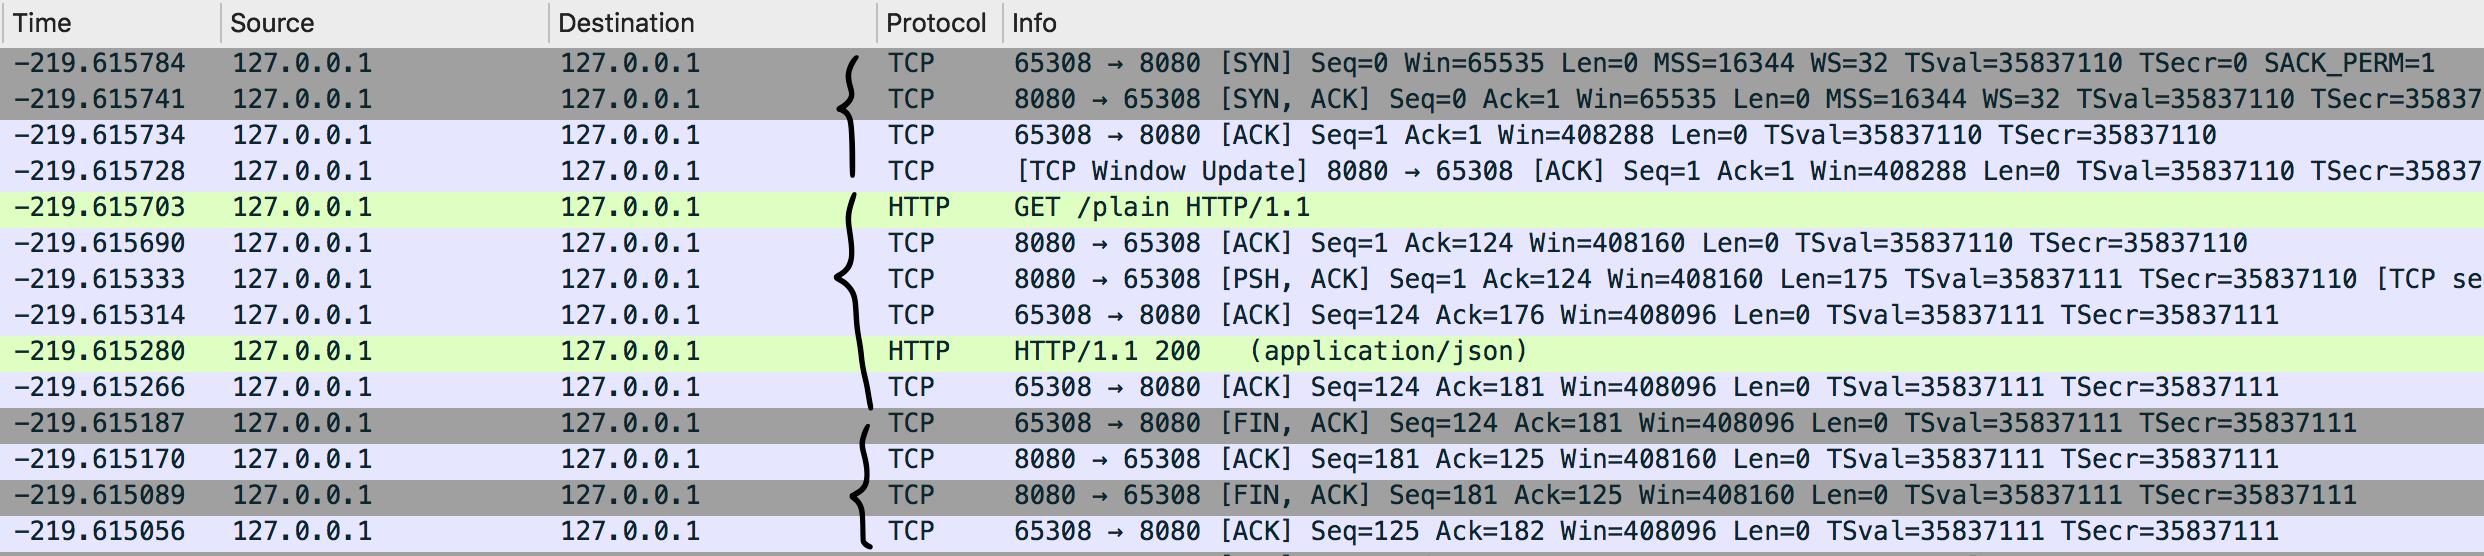 Time Source Destination Protocol Info
-219.615784 127.0.0.1 127.0.0.1 TCP 65308 → 8080 [SYN] Seq=0 Win=65535 Len=0 MSS=16344 WS=32 TSval=35837110 TSecr=0 SACK_PERM=1
-219.615741 127.0.0.1 127.0.0.1 TCP 8080 → 65308 [SYN, ACK] Seq=0 Ack=1 Win=65535 Len=0 MSS=16344 WS=32 TSval=35837110 TSecr=35837
-219.615734 127.0.0.1 127.0.0.1 TCP 65308 → 8080 [ACK] Seq=1 Ack=1 Win=408288 Len=0 TSval=35837110 TSecr=35837110
-219.615728 127.0.0.1 127.0.0.1 TCP [TCP Window Update] 8080 → 65308 [ACK] Seq=1 Ack=1 Win=408288 Len=0 TSval=35837110 TSecr=35837
-219.615703 127.0.0.1 127.0.0.1 HTTP GET /plain HTTP/1.1
-219.615690 127.0.0.1 127.0.0.1 TCP 8080 → 65308 [ACK] Seq=1 Ack=124 Win=408160 Len=0 TSval=35837110 TSecr=35837110
-219.615333 127.0.0.1 127.0.0.1 TCP 8080 → 65308 [PSH, ACK] Seq=1 Ack=124 Win=408160 Len=175 TSval=35837111 TSecr=35837110 [TCP se
-219.615314 127.0.0.1 127.0.0.1 TCP 65308 → 8080 [ACK] Seq=124 Ack=176 Win=408096 Len=0 TSval=35837111 TSecr=35837111
-219.615280 127.0.0.1 127.0.0.1 HTTP HTTP/1.1 200 (application/json)
-219.615266 127.0.0.1 127.0.0.1 TCP 65308 → 8080 [ACK] Seq=124 Ack=181 Win=408096 Len=0 TSval=35837111 TSecr=35837111
-219.615187 127.0.0.1 127.0.0.1 TCP 65308 → 8080 [FIN, ACK] Seq=124 Ack=181 Win=408096 Len=0 TSval=35837111 TSecr=35837111
-219.615170 127.0.0.1 127.0.0.1 TCP 8080 → 65308 [ACK] Seq=181 Ack=125 Win=408160 Len=0 TSval=35837111 TSecr=35837111
-219.615089 127.0.0.1 127.0.0.1 TCP 8080 → 65308 [FIN, ACK] Seq=181 Ack=125 Win=408160 Len=0 TSval=35837111 TSecr=35837111
-219.615056 127.0.0.1 127.0.0.1 TCP 65308 → 8080 [ACK] Seq=125 Ack=182 Win=408096 Len=0 TSval=35837111 TSecr=35837111